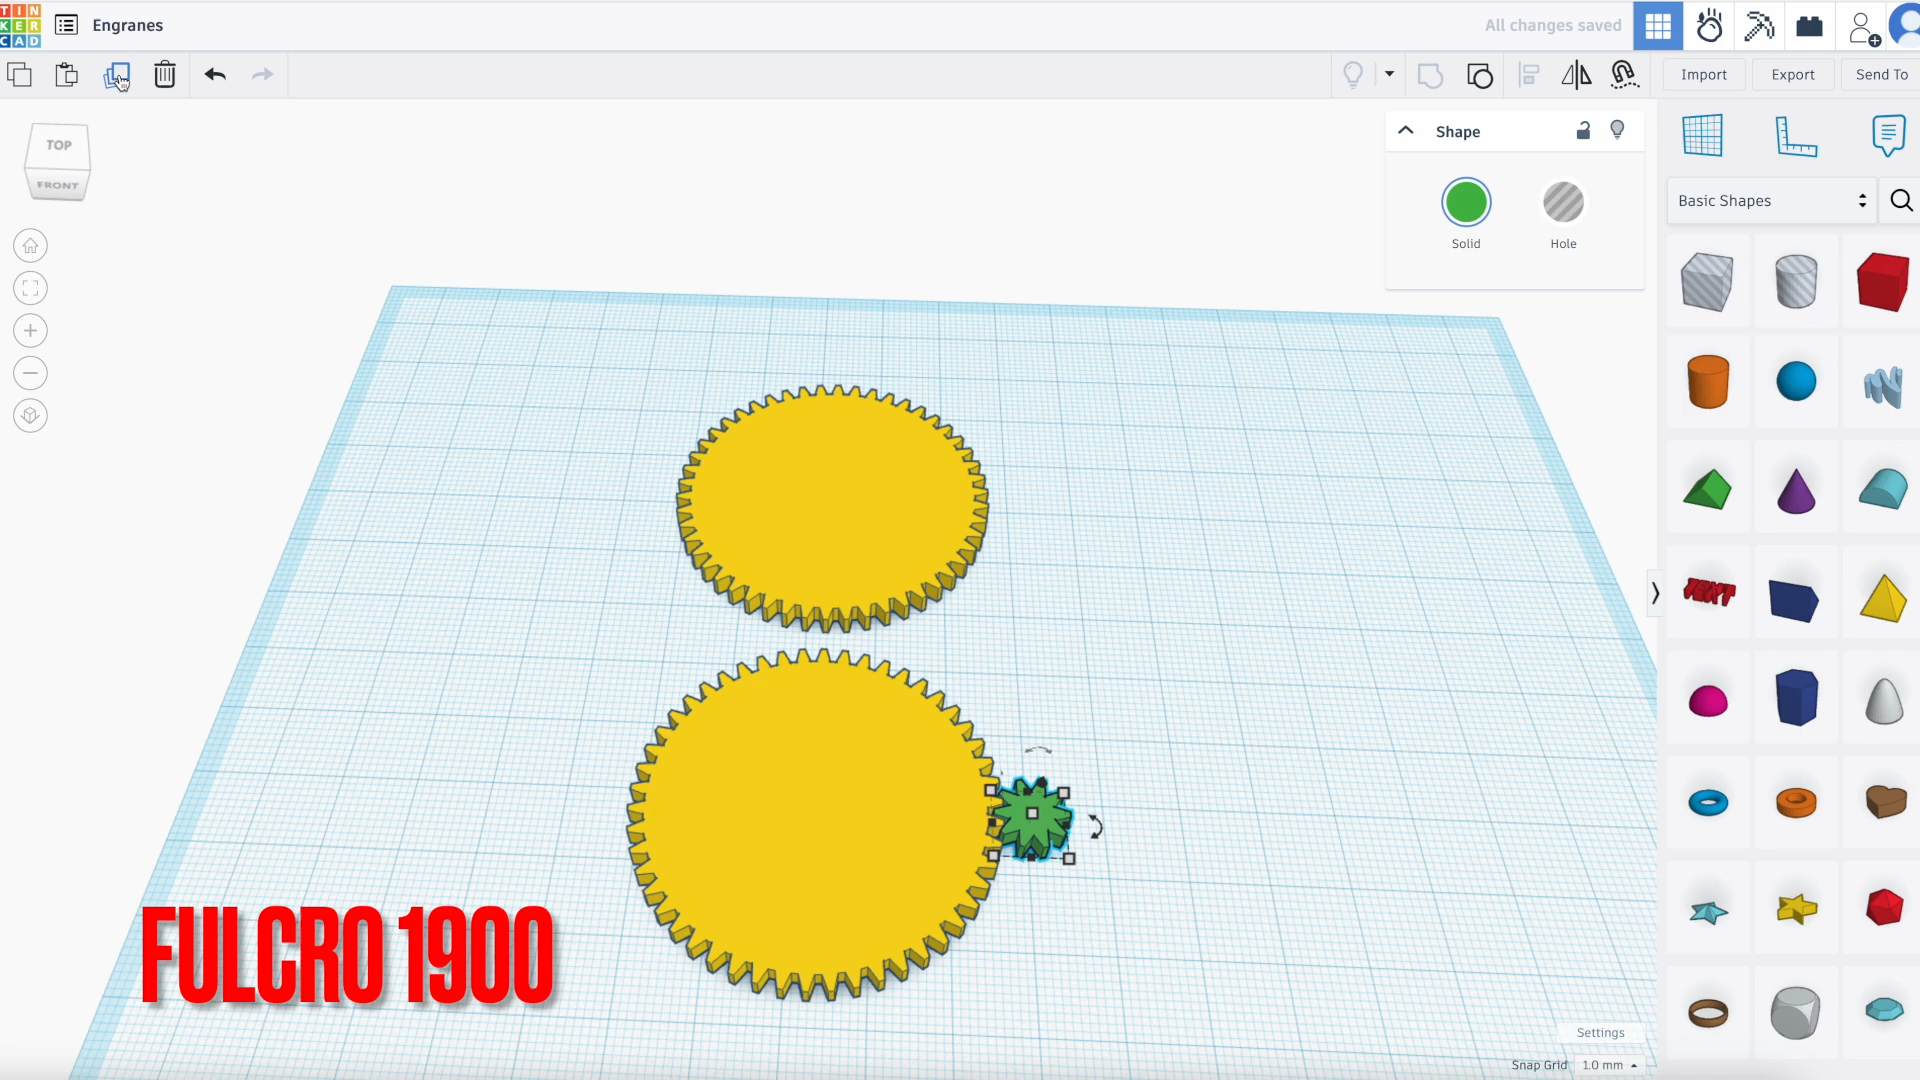 TIN
KER
CAD
Engranes
All changes saved
Import
Export
Send To
TOP
FRONT
Shape
Solid
Hole
Basic Shapes
TEXT
FULCRO 1900
Settings
Snap Grid 1.0 mm